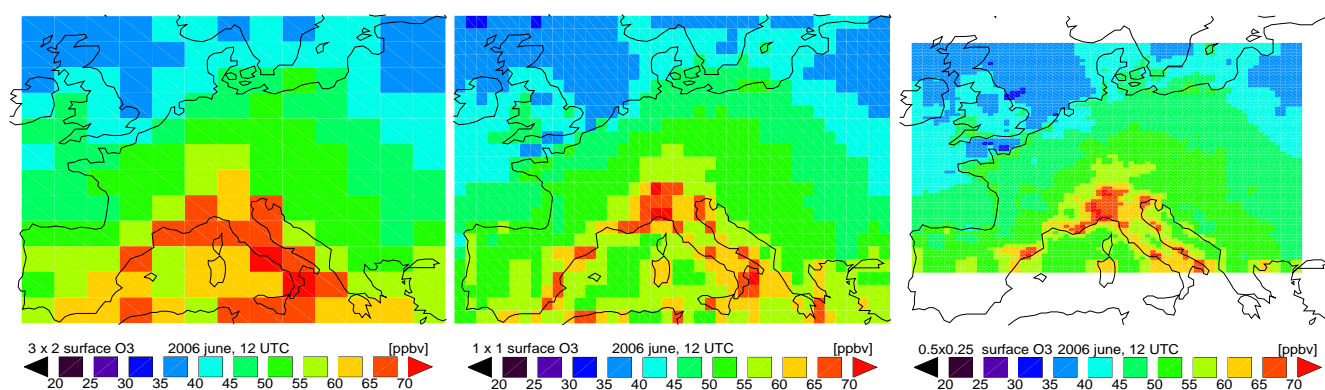 3 x 2 surface O3 2006 june, 12 UTC [ppbv]
20 25 30 35 40 45 50 55 60 65 70
1 x 1 surface O3 2006 june, 12 UTC [ppbv]
20 25 30 35 40 45 50 55 60 65 70
0.5x0.25 surface O3 2006 june, 12 UTC [ppbv]
20 25 30 35 40 45 50 55 60 65 70